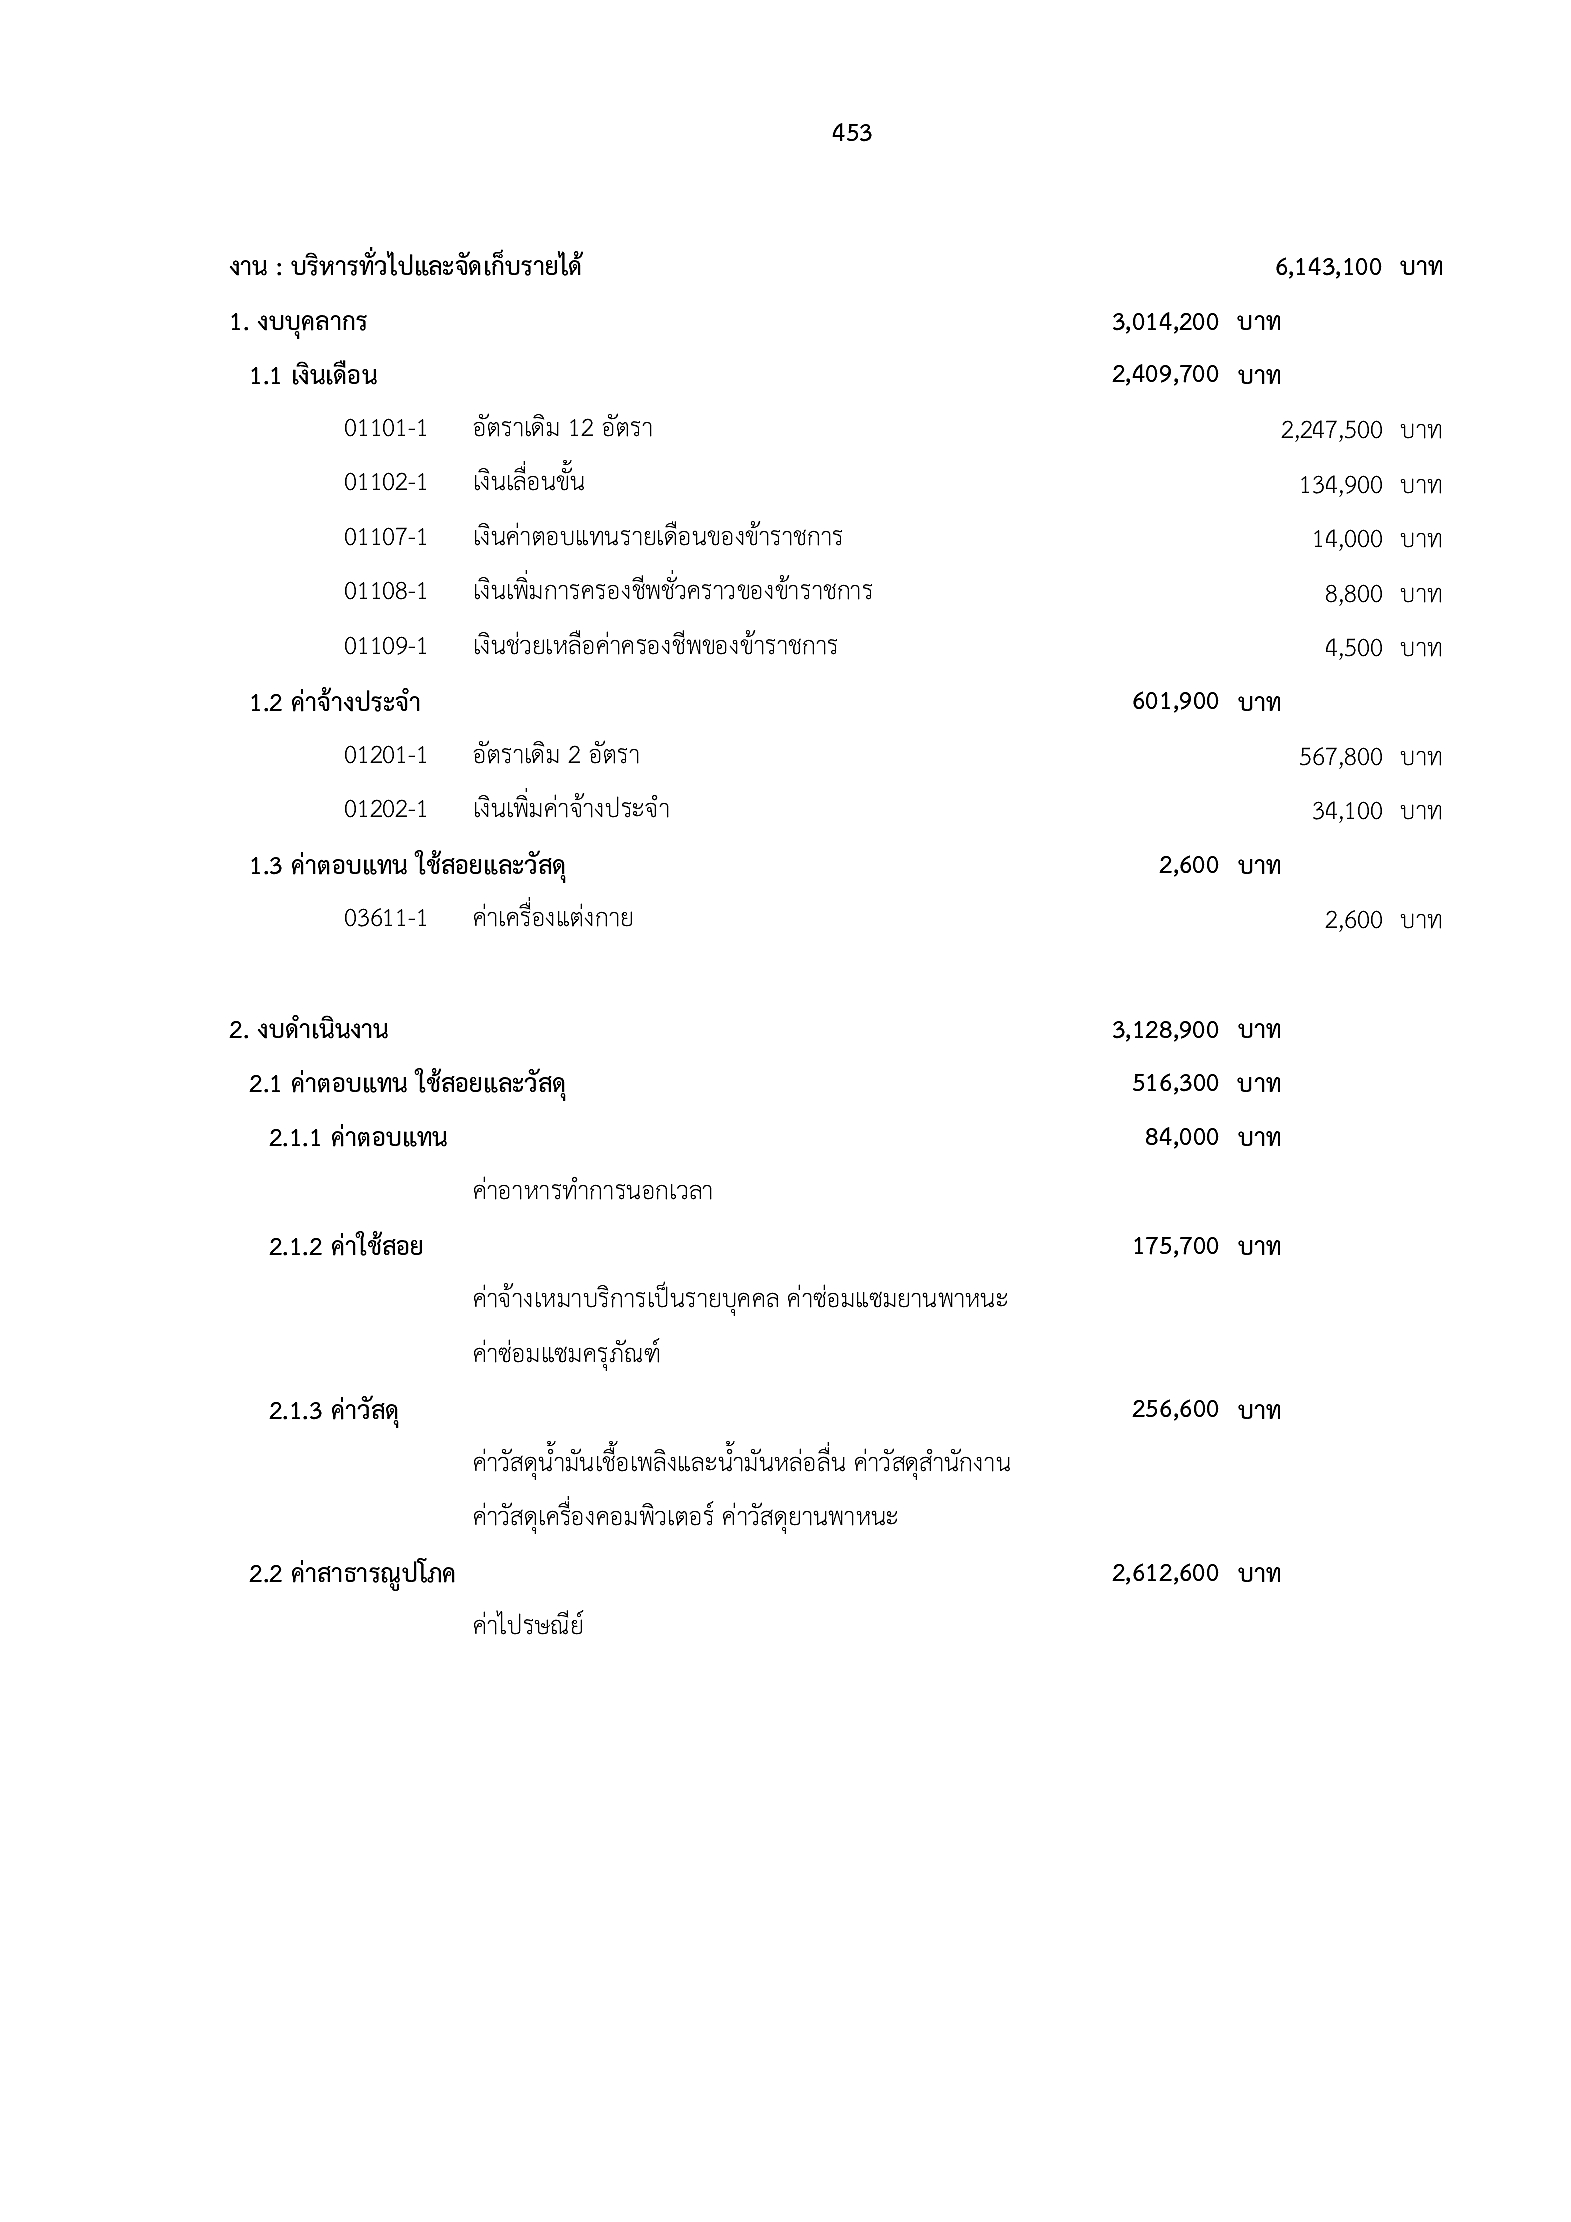 453
งาน : บริหารทั่วไปและจัดเก็บรายได้ 6,143,100 บาท
1. งบบุคลากร 3,014,200 บาท
1.1 เงินเดือน 2,409,700 บาท
01101-1 อัตราเดิม 12 อัตรา 2,247,500 บาท
01102-1 เงินเลื่อนขั้น 134,900 บาท
01107-1 เงินค่าตอบแทนรายเดือนของข้าราชการ 14,000 บาท
01108-1 เงินเพิ่มการครองชีพชั่วคราวของข้าราชการ 8,800 บาท
01109-1 เงินช่วยเหลือค่าครองชีพของข้าราชการ 4,500 บาท
1.2 ค่าจ้างประจำ 601,900 บาท
01201-1 อัตราเดิม 2 อัตรา 567,800 บาท
01202-1 เงินเพิ่มค่าจ้างประจำ 34,100 บาท
1.3 ค่าตอบแทน ใช้สอยและวัสดุ 2,600 บาท
03611-1 ค่าเครื่องแต่งกาย 2,600 บาท
2. งบดำเนินงาน 3,128,900 บาท
2.1 ค่าตอบแทน ใช้สอยและวัสดุ 516,300 บาท
2.1.1 ค่าตอบแทน 84,000 บาท
ค่าอาหารทำการนอกเวลา
2.1.2 ค่าใช้สอย 175,700 บาท
ค่าจ้างเหมาบริการเป็นรายบุคคล ค่าซ่อมแซมยานพาหนะ
ค่าซ่อมแซมครุภัณฑ์
2.1.3 ค่าวัสดุ 256,600 บาท
ค่าวัสดุน้ำมันเชื้อเพลิงและน้ำมันหล่อลื่น ค่าวัสดุสำนักงาน
ค่าวัสดุเครื่องคอมพิวเตอร์ ค่าวัสดุยานพาหนะ
2.2 ค่าสาธารณูปโภค 2,612,600 บาท
ค่าไปรษณีย์